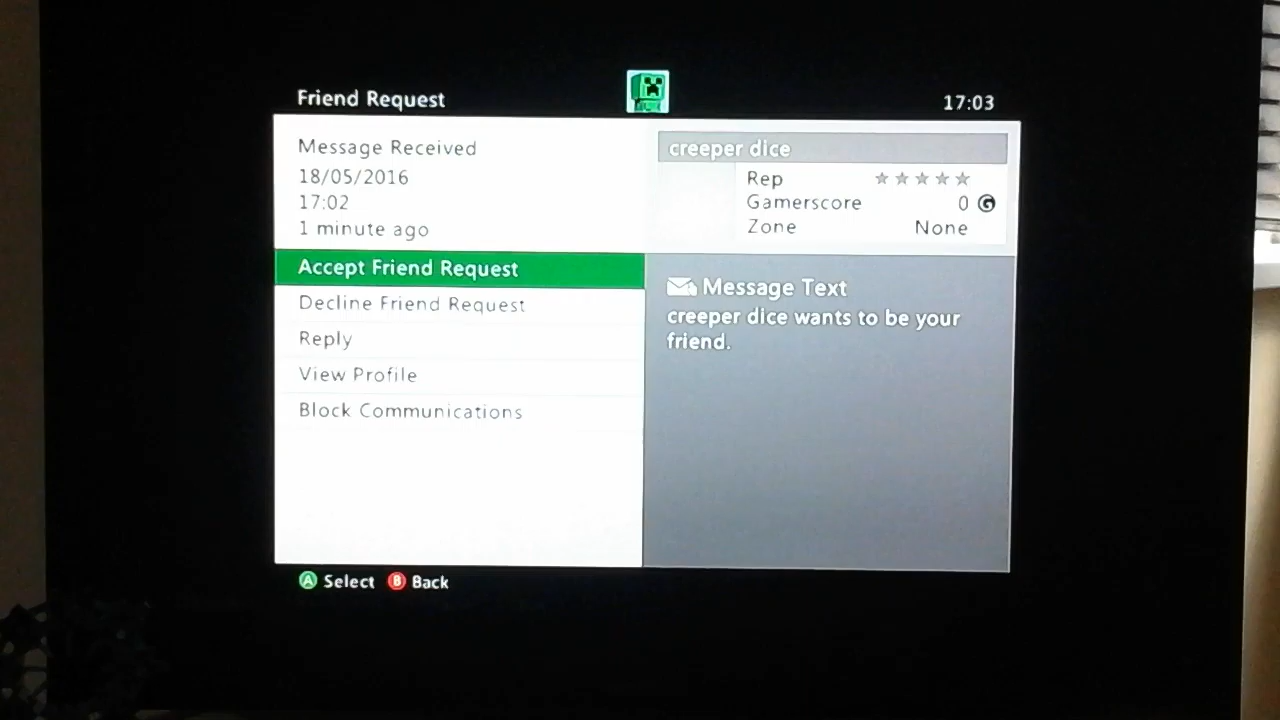 Friend Request
17:03
Message Received
18/05/2016
17:02
1 minute ago
creeper dice
Rep
Gamerscore 0 G
Zone None
Accept Friend Request
Decline Friend Request
Reply
View Profile
Block Communications
Message Text
creeper dice wants to be your
friend.
A Select B Back